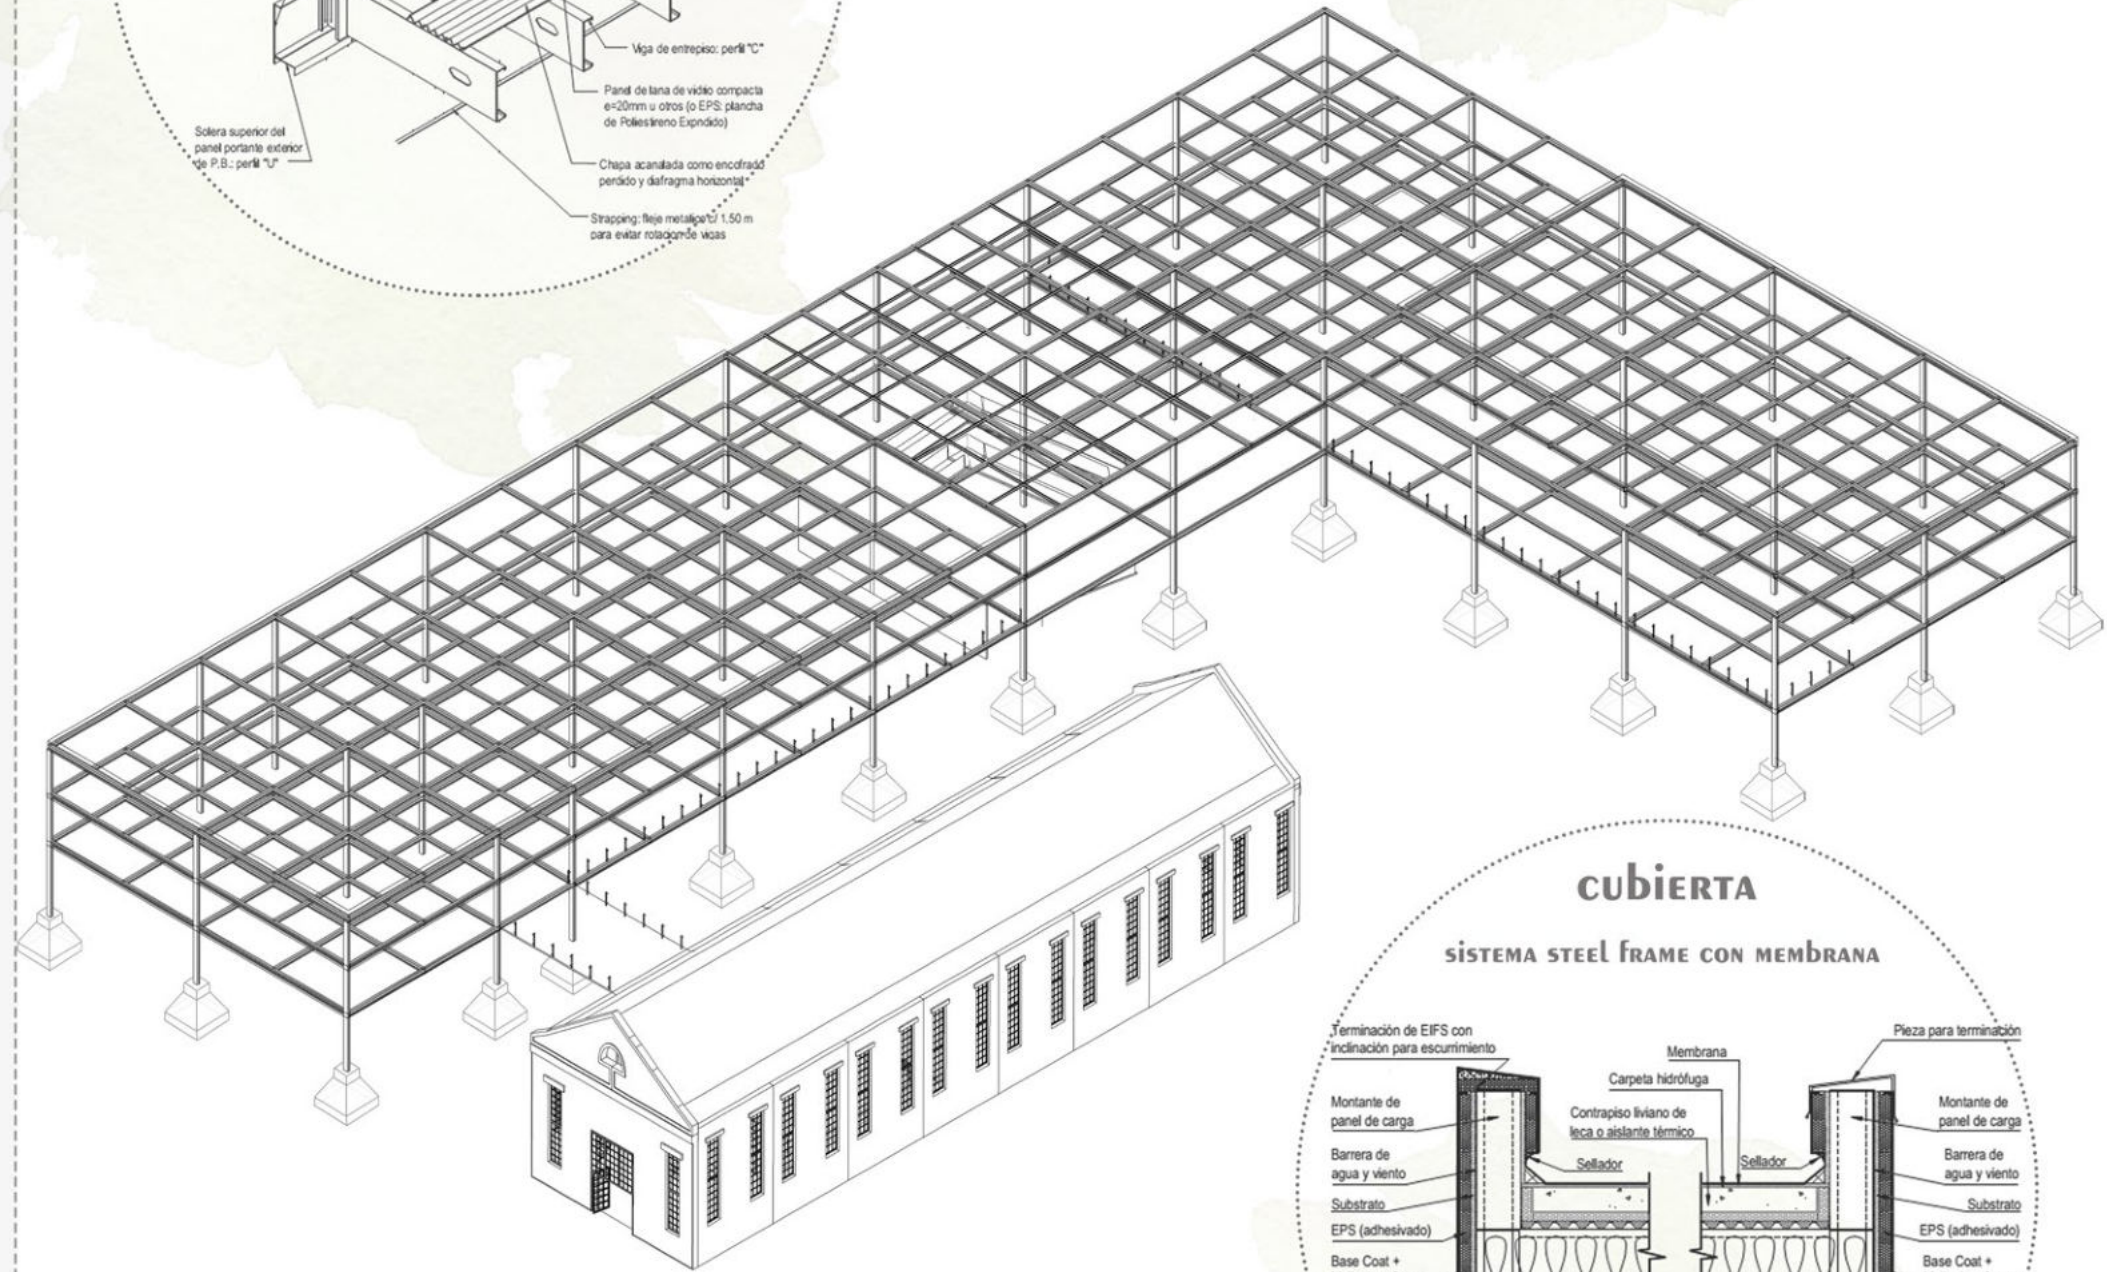 Viga de entrepiso: perfil "C"
Panel de lana de vidrio compacta
e=20mm u otros (o EPS: plancha
de Poliestireno Expndido)
Solera superior del
panel portante exterior
de P.B.: perfil "U"
Chapa acanalada como encofrado
perdido y diafragma horizontal"
Strapping: fleje metalico c/ 1,50 m
para evitar rotacion de vigas
cubierta
sistema steel frame con membrana
Terminación de EIFS con
inclinación para escurrimiento
Pieza para terminación
Membrana
Carpeta hidrófuga
Montante de
panel de carga
Contrapiso liviano de
leca o aislante térmico
Montante de
panel de carga
Barrera de
agua y viento
Sellador
Sellador
Barrera de
agua y viento
Substrato
Substrato
EPS (adhesivado)
EPS (adhesivado)
Base Coat +
Base Coat +